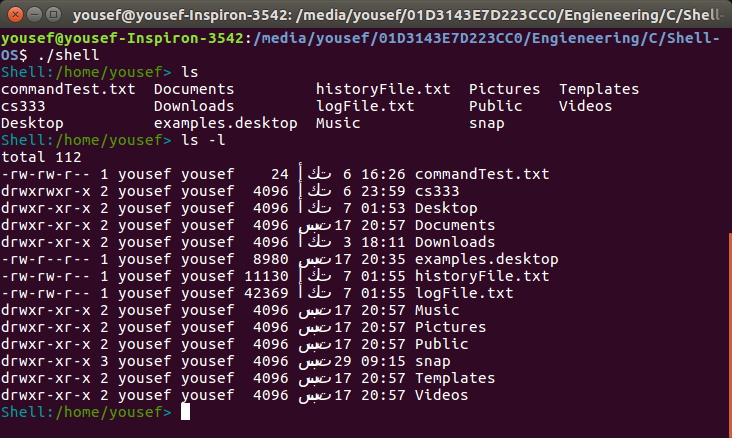 yousef@yousef-Inspiron-3542: /media/yousef/01D3143E7D223CC0/Engieneering/C/Shell-
yousef@yousef-Inspiron-3542:/media/yousef/01D3143E7D223CC0/Engieneering/C/Shell-
OS$ ./shell
Shell:/home/yousef> ls
commandTest.txt  Documents         historyFile.txt  Pictures  Templates
cs333            Downloads         logFile.txt      Public    Videos
Desktop          examples.desktop  Music            snap
Shell:/home/yousef> ls -l
total 112
-rw-rw-r-- 1 yousef yousef    24 أكت  6 16:26 commandTest.txt
drwxrwxr-x 2 yousef yousef  4096 أكت  6 23:59 cs333
drwxr-xr-x 2 yousef yousef  4096 أكت  7 01:53 Desktop
drwxr-xr-x 2 yousef yousef  4096 سبت 17 20:57 Documents
drwxr-xr-x 2 yousef yousef  4096 أكت  3 18:11 Downloads
-rw-r--r-- 1 yousef yousef  8980 سبت 17 20:35 examples.desktop
-rw-rw-r-- 1 yousef yousef 11130 أكت  7 01:55 historyFile.txt
-rw-rw-r-- 1 yousef yousef 42369 أكت  7 01:55 logFile.txt
drwxr-xr-x 2 yousef yousef  4096 سبت 17 20:57 Music
drwxr-xr-x 2 yousef yousef  4096 سبت 17 20:57 Pictures
drwxr-xr-x 2 yousef yousef  4096 سبت 17 20:57 Public
drwxr-xr-x 3 yousef yousef  4096 سبت 29 09:15 snap
drwxr-xr-x 2 yousef yousef  4096 سبت 17 20:57 Templates
drwxr-xr-x 2 yousef yousef  4096 سبت 17 20:57 Videos
Shell:/home/yousef>